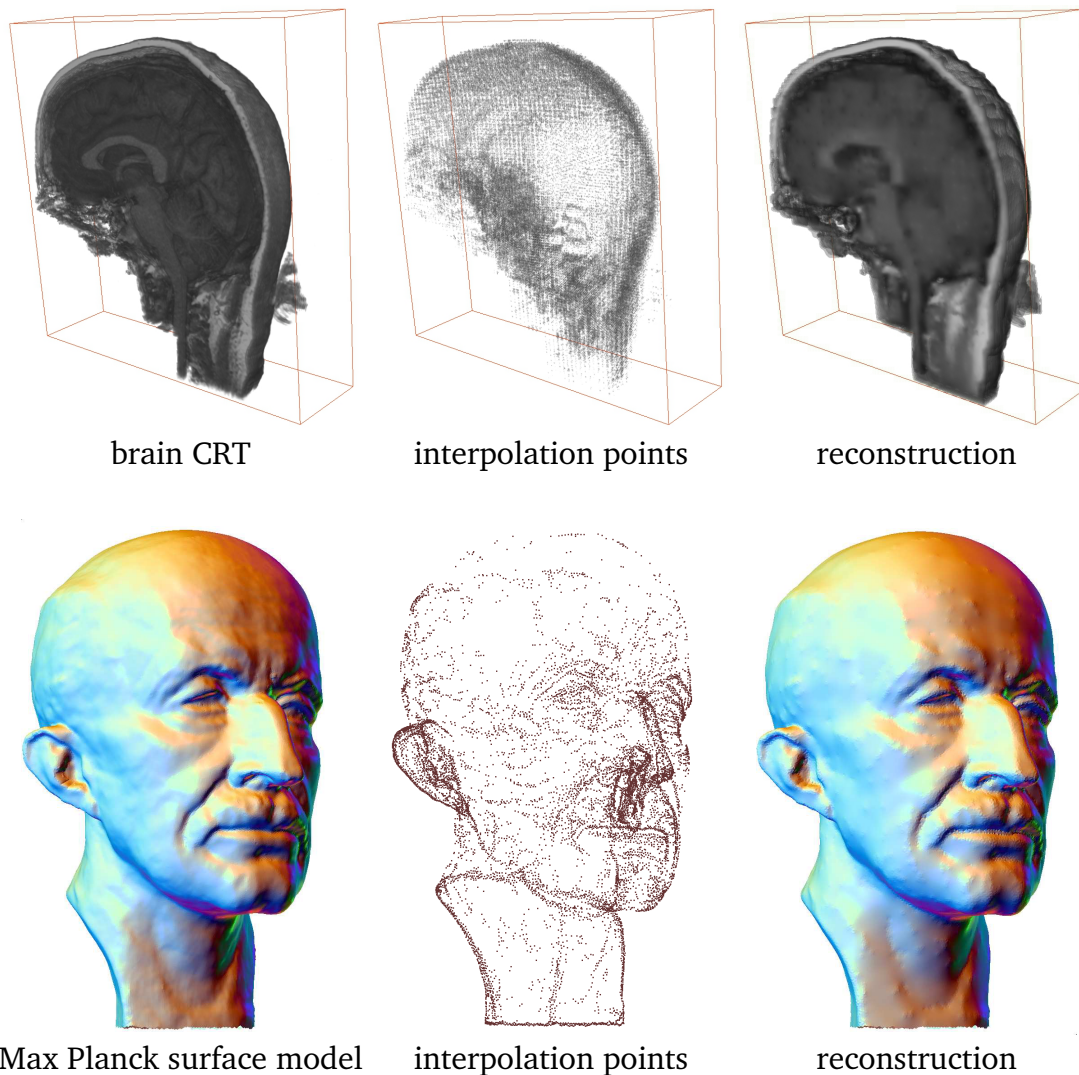 brain CRT
interpolation points
reconstruction
Max Planck surface model
interpolation points
reconstruction